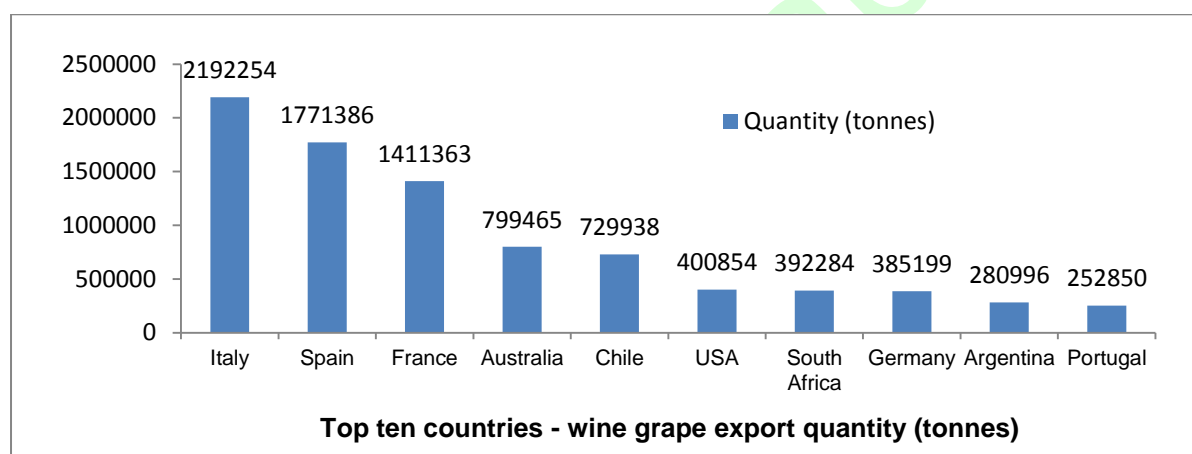 2500000
2000000
1500000
1000000
500000
0
2192254
1771386
1411363
799465
729938
400854
392284
385199
280996
252850
Quantity (tonnes)
Italy
Spain
France
Australia
Chile
USA
South
Africa
Germany
Argentina
Portugal
Top ten countries - wine grape export quantity (tonnes)